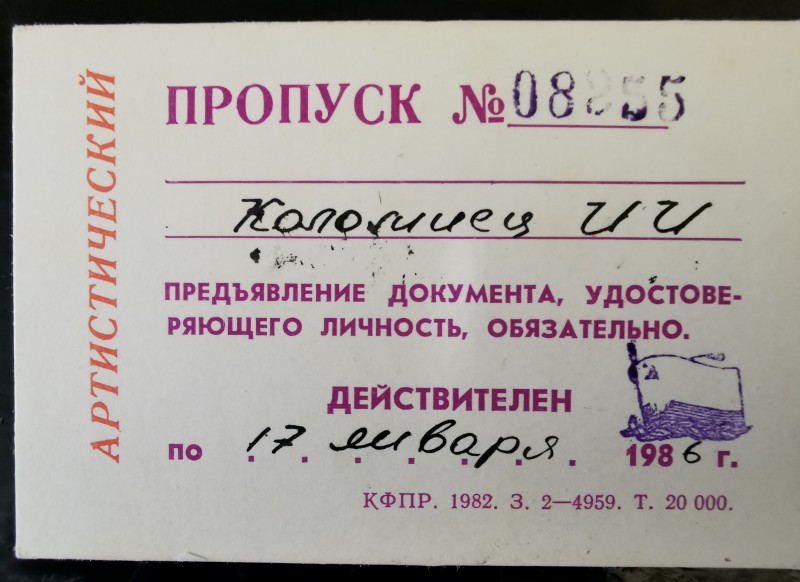 АРТИСТИЧЕСКИЙ
ПРОПУСК № 08255
Коломиец И И
ПРЕДЪЯВЛЕНИЕ ДОКУМЕНТА, УДОСТОВЕ-
РЯЮЩЕГО ЛИЧНОСТЬ, ОБЯЗАТЕЛЬНО.
ДЕЙСТВИТЕЛЕН
по 17 января 1986 г.
КФПР. 1982. З. 2—4959. Т. 20 000.